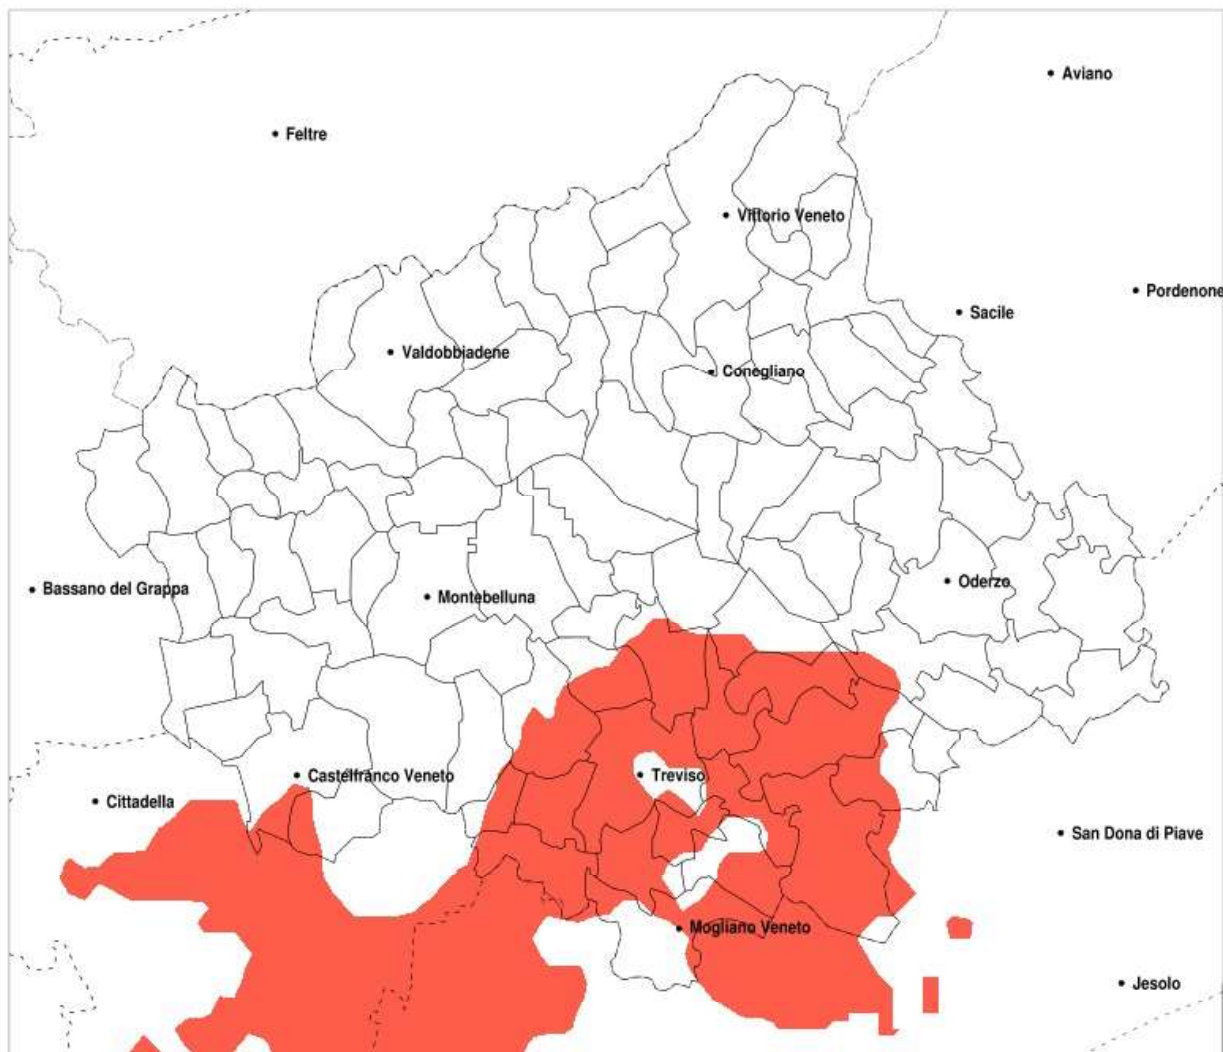 Aviano
Feltre
Vittorio Veneto
Pordenone
Sacile
Valdobbiadene
Conegliano
Oderzo
Bassano del Grappa
Montebelluna
Castelfranco Veneto
Treviso
Cittadella
San Dona di Piave
Mogliano Veneto
Jesolo